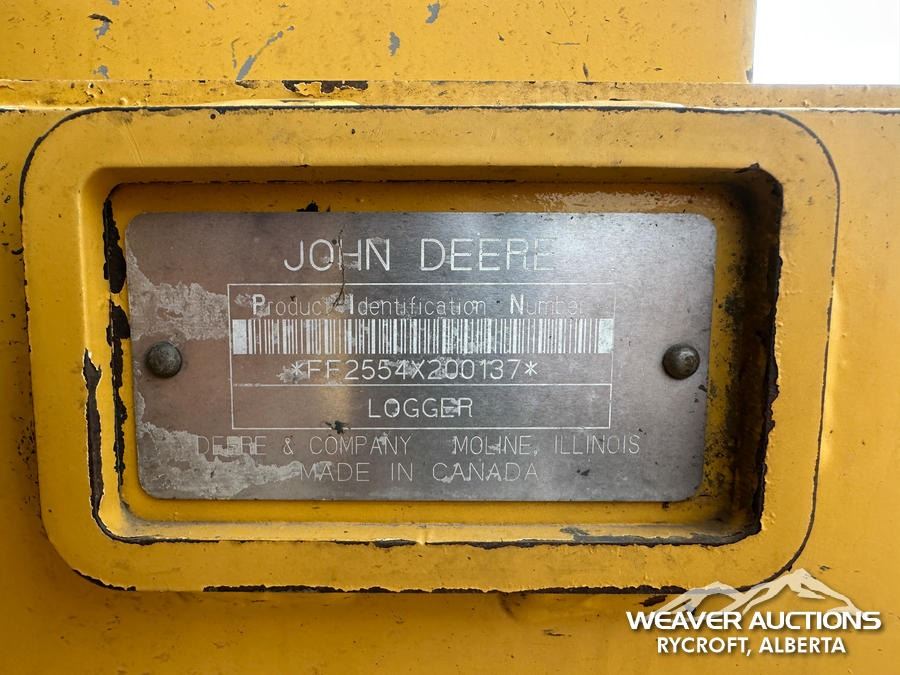 JOHN DEERE
Product Identification Number
*FF2554X200137*
LOGGER
DEERE & COMPANY MOLINE, ILLINOIS
MADE IN CANADA
WEAVER AUCTIONS
RYCROFT, ALBERTA